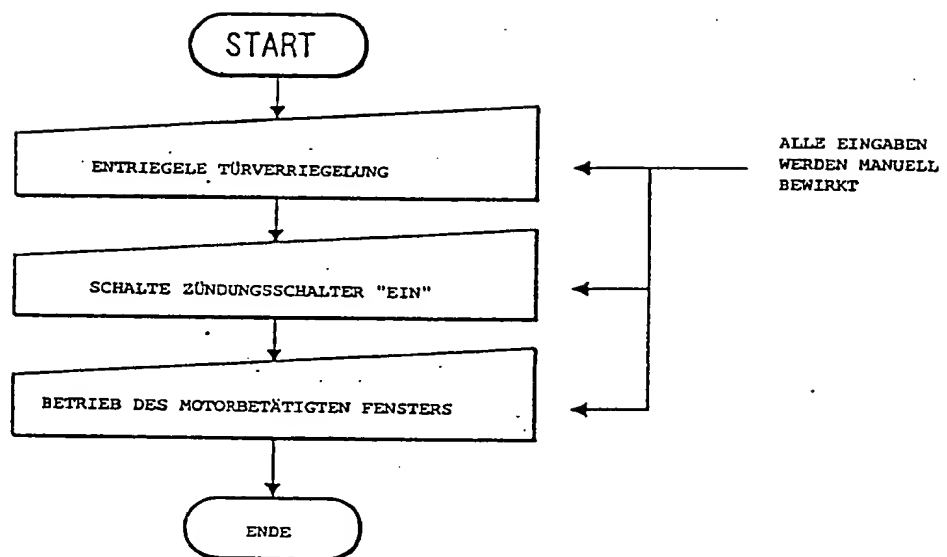 START
ENTRIEGELE TÜRVERRIEGELUNG
ALLE EINGABEN
WERDEN MANUELL
BEWIRKT
SCHALTE ZÜNDUNGSSCHALTER "EIN"
BETRIEB DES MOTORBETÄTIGTEN FENSTERS
ENDE